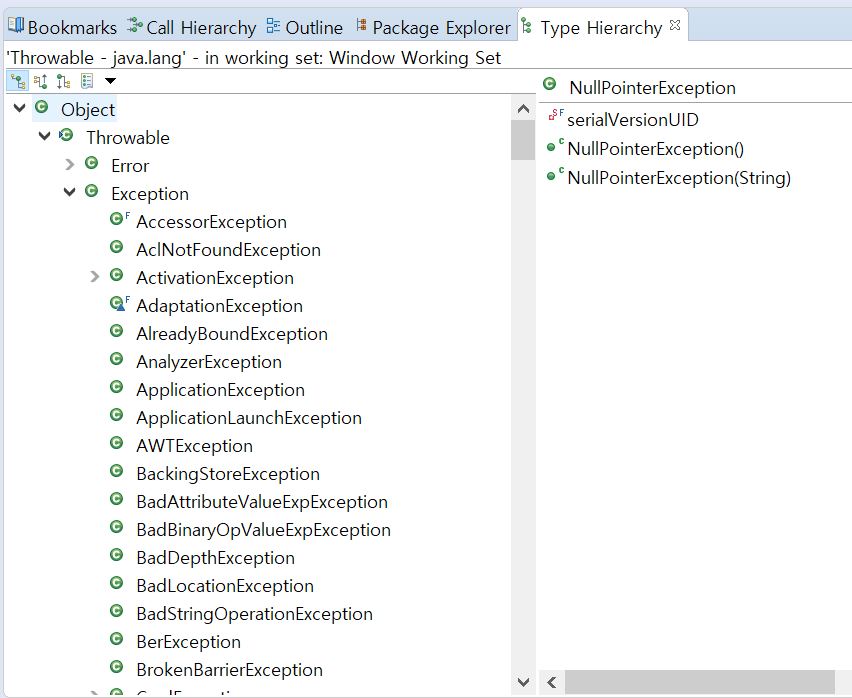 Bookmarks Call Hierarchy Outline Package Explorer Type Hierarchy
'Throwable - java.lang' - in working set: Window Working Set
Object
Throwable
Error
Exception
AccessorException
AclNotFoundException
ActivationException
AdaptationException
AlreadyBoundException
AnalyzerException
ApplicationException
ApplicationLaunchException
AWTException
BackingStoreException
BadAttributeValueExpException
BadBinaryOpValueExpException
BadDepthException
BadLocationException
BadStringOperationException
BerException
BrokenBarrierException
NullPointerException
serialVersionUID
NullPointerException()
NullPointerException(String)